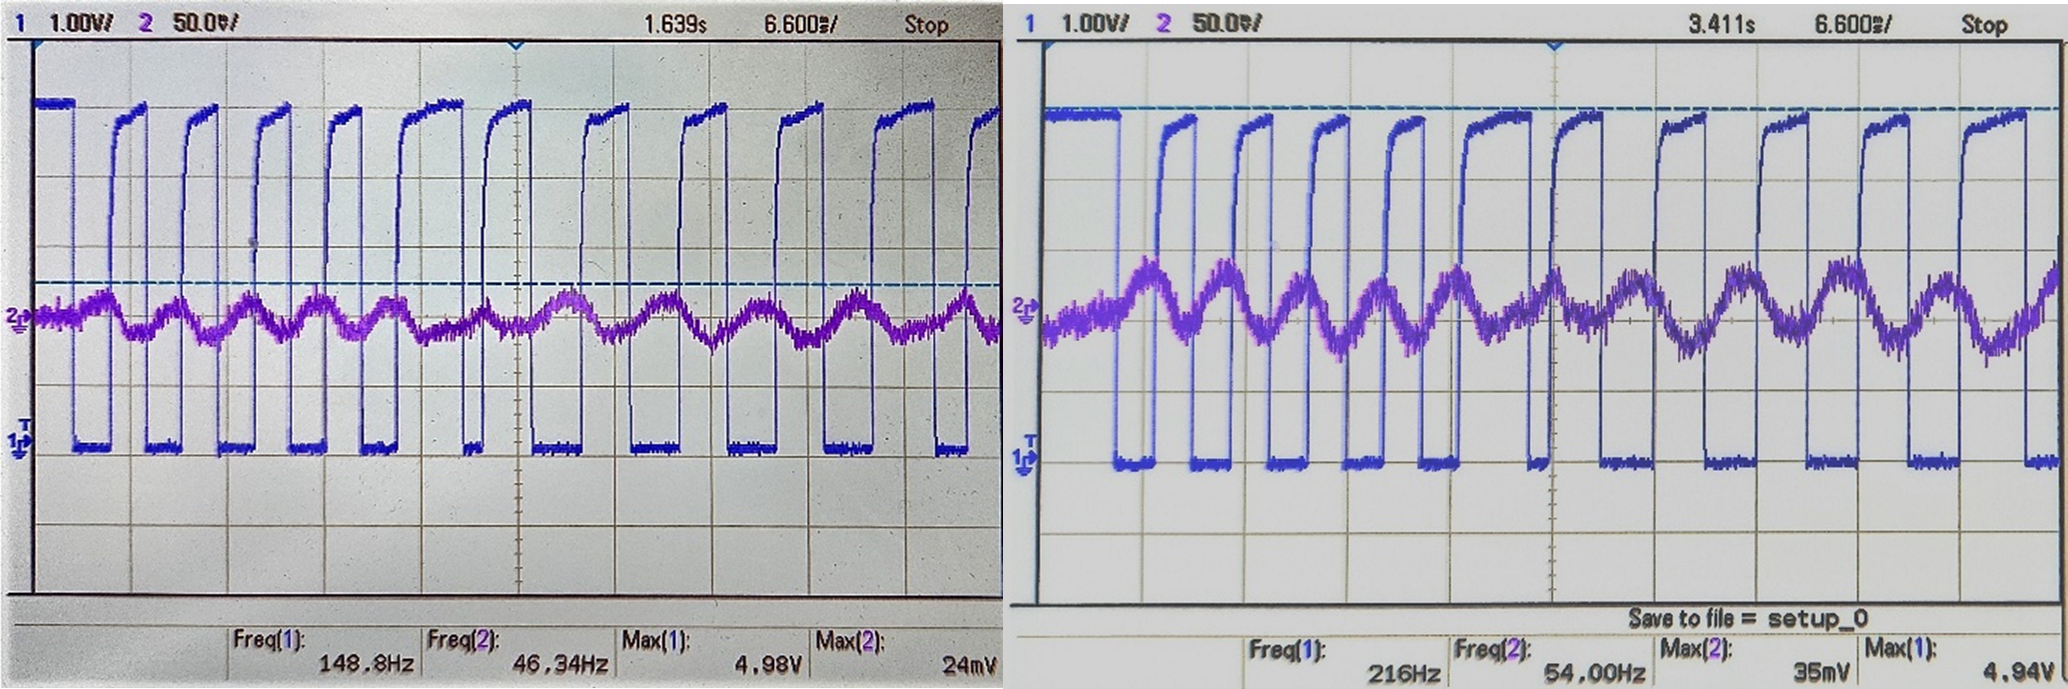 1 1.00V/ 2 50.0mV/ 1.639s 6.600ms/ Stop
T
2
1
Freq(1): Freq(2): Max(1): Max(2):
148.8Hz 46.34Hz 4.98V 24mV
1 1.00V/ 2 50.0mV/ 3.411s 6.600ms/ Stop
2
T
1
Save to file = setup_0
Freq(1): Freq(2): Max(2): Max(1):
216Hz 54.00Hz 35mV 4.94V